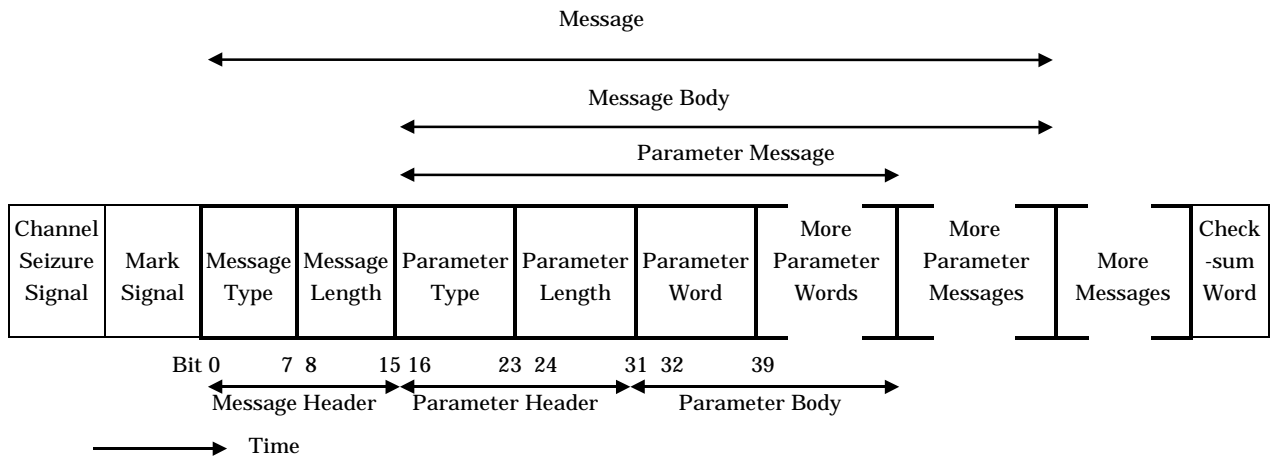 Message
Message Body
Parameter Message
Channel
Seizure
Signal
Mark
Signal
Message
Type
Message
Length
Parameter
Type
Parameter
Length
Parameter
Word
More
Parameter
Words
More
Parameter
Messages
More
Messages
Check
-sum
Word
Bit 0 7 8 15 16 23 24 31 32 39
Message Header Parameter Header Parameter Body
Time